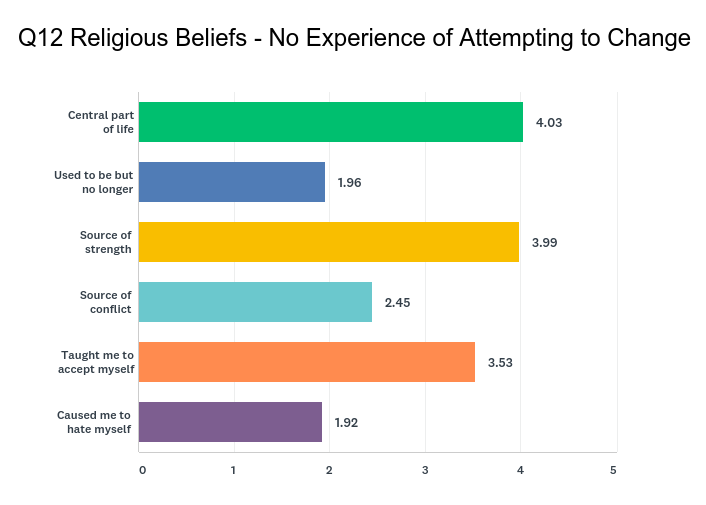 Q12 Religious Beliefs - No Experience of Attempting to Change
Central part
of life
4.03
Used to be but
no longer
1.96
Source of
strength
3.99
Source of
conflict
2.45
Taught me to
accept myself
3.53
Caused me to
hate myself
1.92
0 1 2 3 4 5